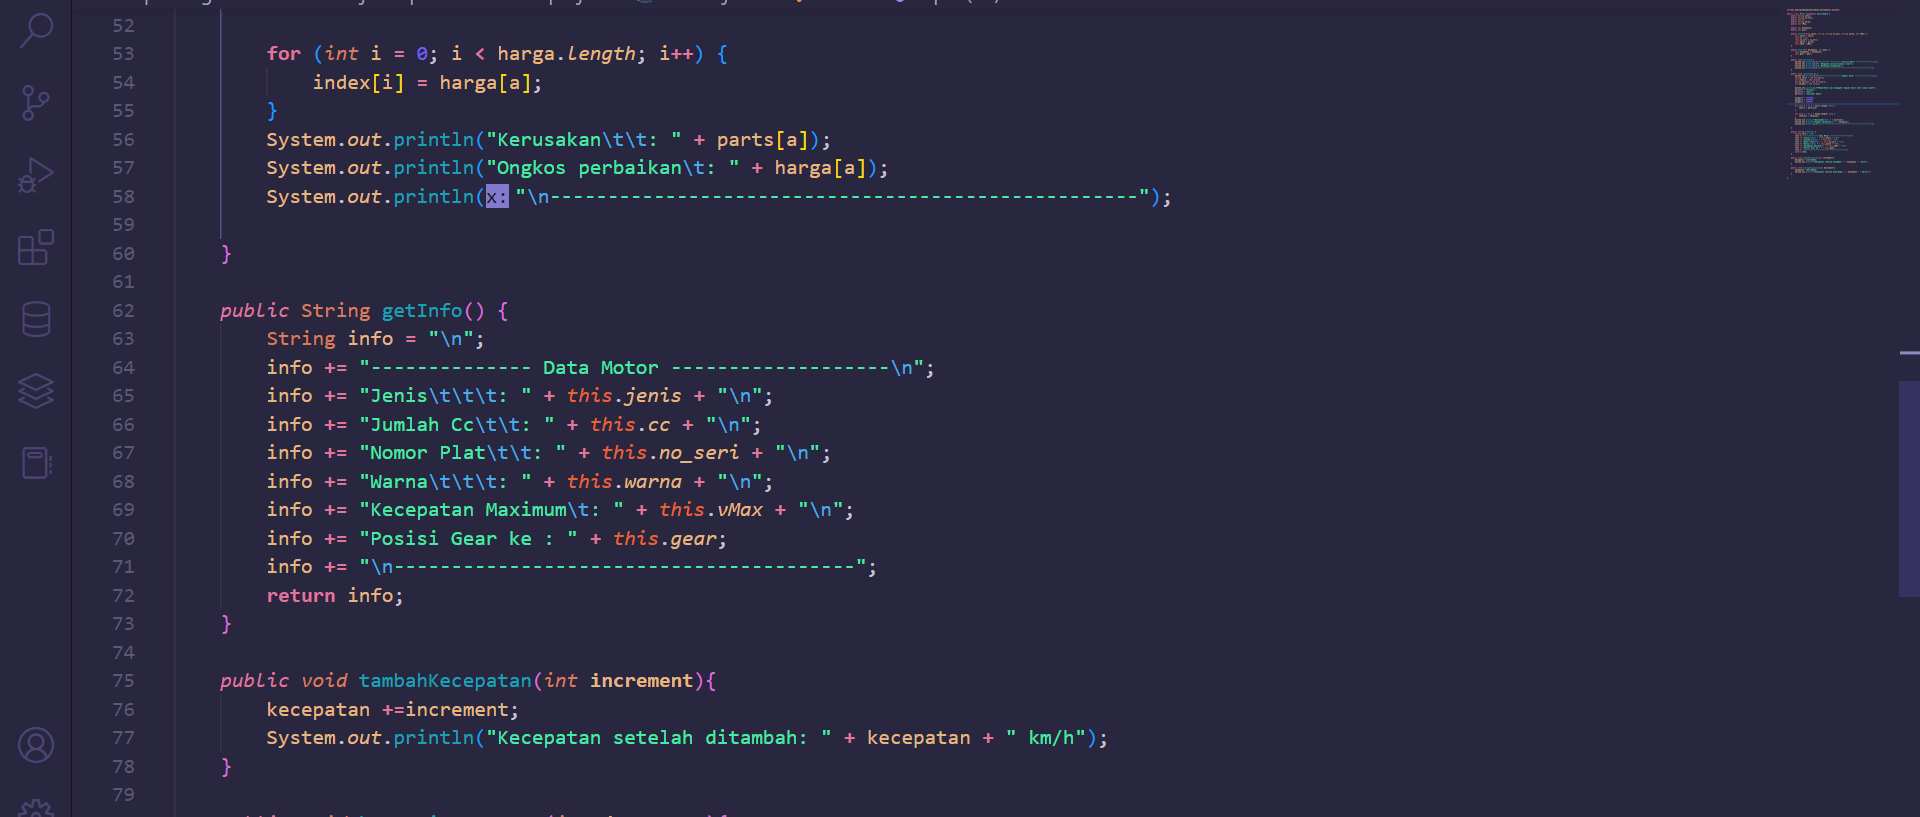 52
53 for (int i = 0; i < harga.length; i++) {
54 index[i] = harga[a];
55 }
56 System.out.println("Kerusakan\t\t: " + parts[a]);
57 System.out.println("Ongkos perbaikan\t: " + harga[a]);
58 System.out.println(x: "\n---------------------------------------------------");
59
60 }
61
62 public String getInfo() {
63 String info = "\n";
64 info += "-------------- Data Motor -------------------\n";
65 info += "Jenis\t\t\t: " + this.jenis + "\n";
66 info += "Jumlah Cc\t\t: " + this.cc + "\n";
67 info += "Nomor Plat\t\t: " + this.no_seri + "\n";
68 info += "Warna\t\t\t: " + this.warna + "\n";
69 info += "Kecepatan Maximum\t: " + this.vMax + "\n";
70 info += "Posisi Gear ke : " + this.gear;
71 info += "\n----------------------------------------";
72 return info;
73 }
74
75 public void tambahKecepatan(int increment){
76 kecepatan +=increment;
77 System.out.println("Kecepatan setelah ditambah: " + kecepatan + " km/h");
78 }
79